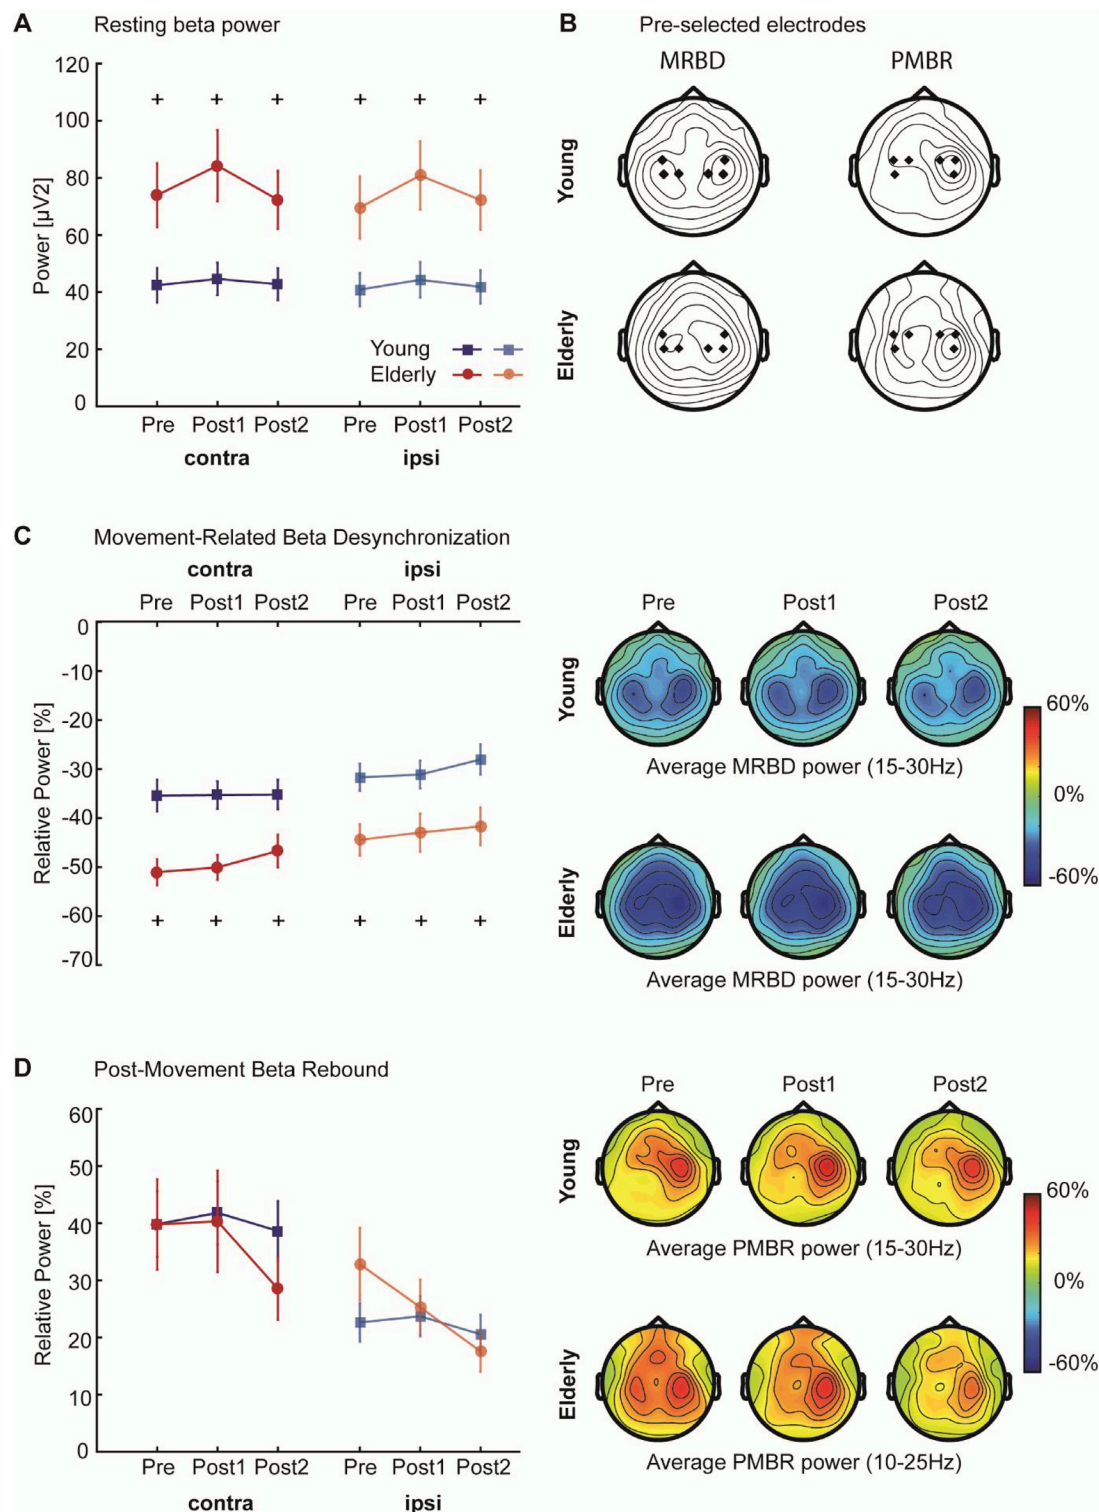 A Resting beta power
120
100
80
60
40
20
0
Power [µV2]
+ + + + + +
Young
Elderly
Pre Post1 Post2 Pre Post1 Post2
contra ipsi
B Pre-selected electrodes
MRBD PMBR
Young
Elderly
C Movement-Related Beta Desynchronization
contra ipsi
Pre Post1 Post2 Pre Post1 Post2
0
-10
-20
-30
-40
-50
-60
-70
Relative Power [%]
+ + + + + +
Pre Post1 Post2
Young
Average MRBD power (15-30Hz)
Elderly
Average MRBD power (15-30Hz)
60%
0%
-60%
D Post-Movement Beta Rebound
60
50
40
30
20
10
0
Relative Power [%]
Pre Post1 Post2 Pre Post1 Post2
contra ipsi
Pre Post1 Post2
Young
Average PMBR power (15-30Hz)
Elderly
Average PMBR power (10-25Hz)
60%
0%
-60%